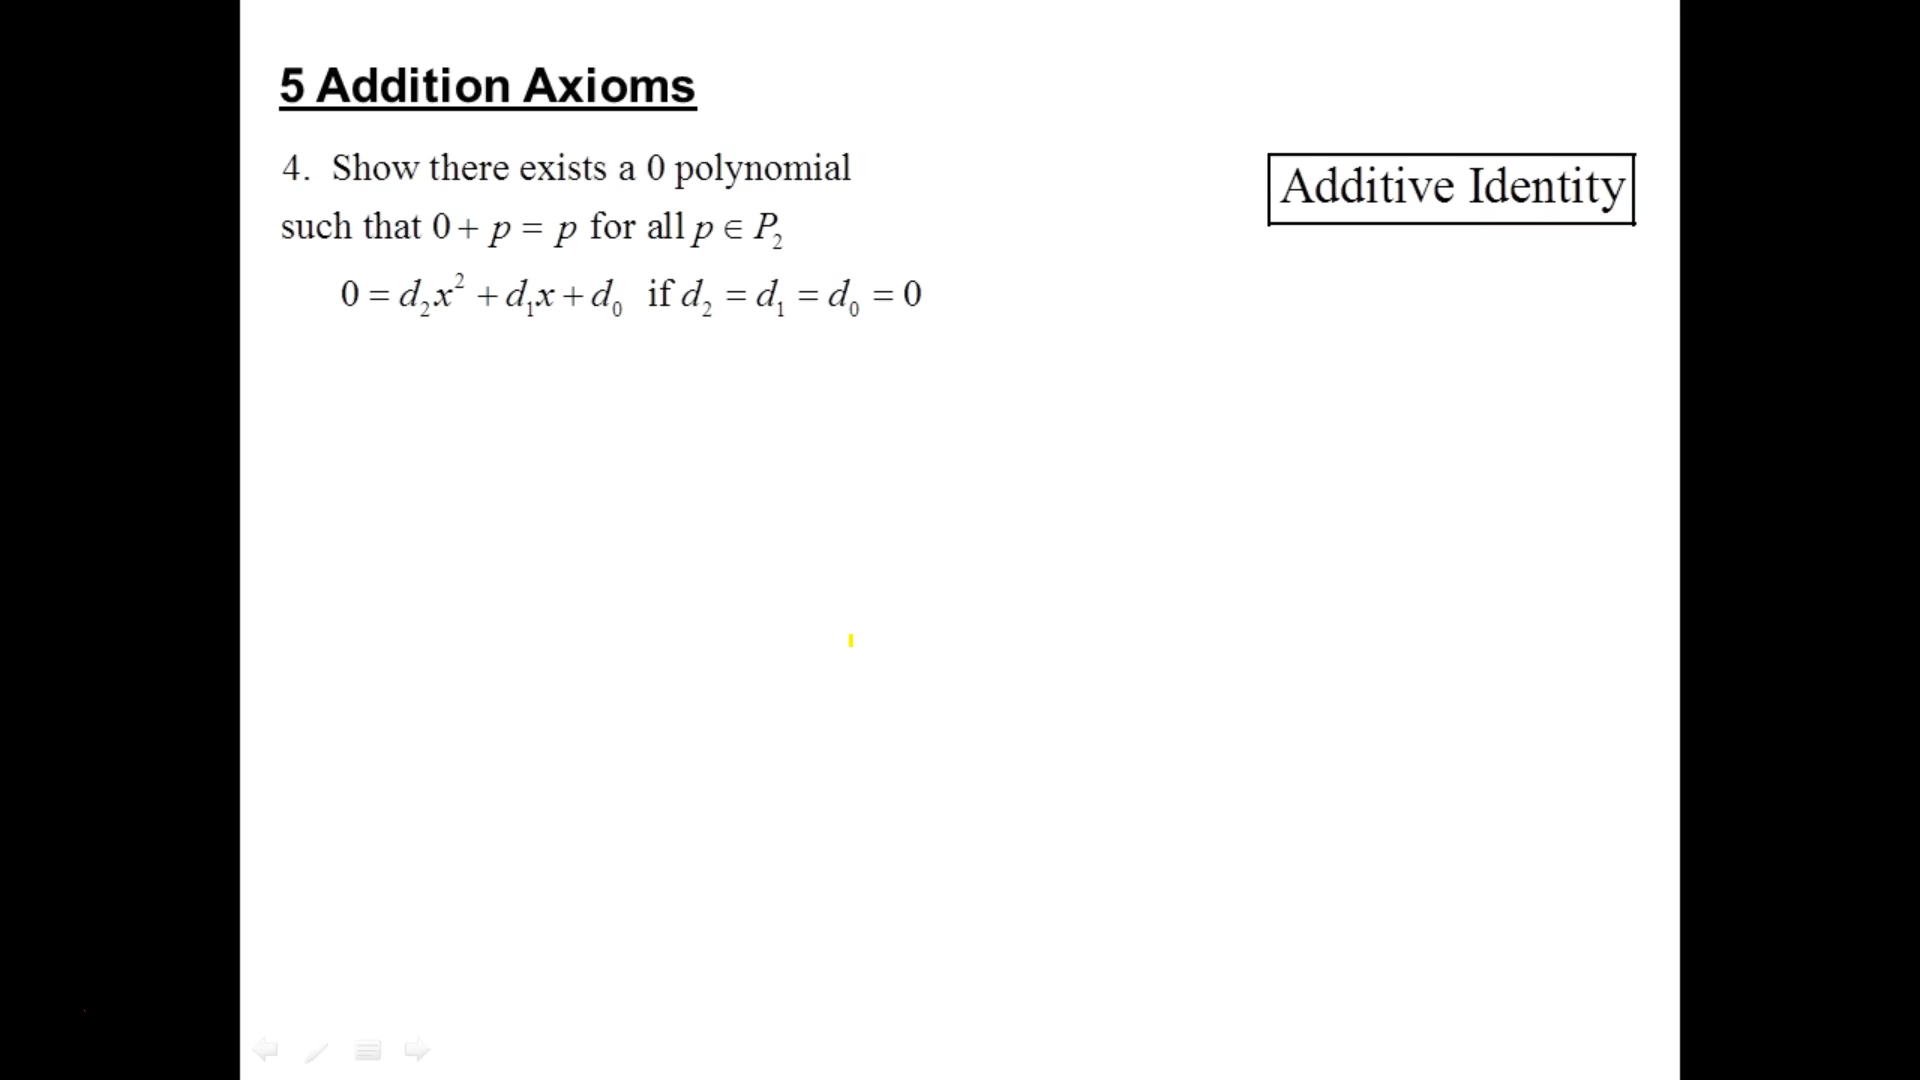 5 Addition Axioms
4. Show there exists a 0 polynomial
Additive Identity
such that 0 + p = p for all p ∈ P₂
0 = d₂x² + d₁x + d₀ if d₂ = d₁ = d₀ = 0